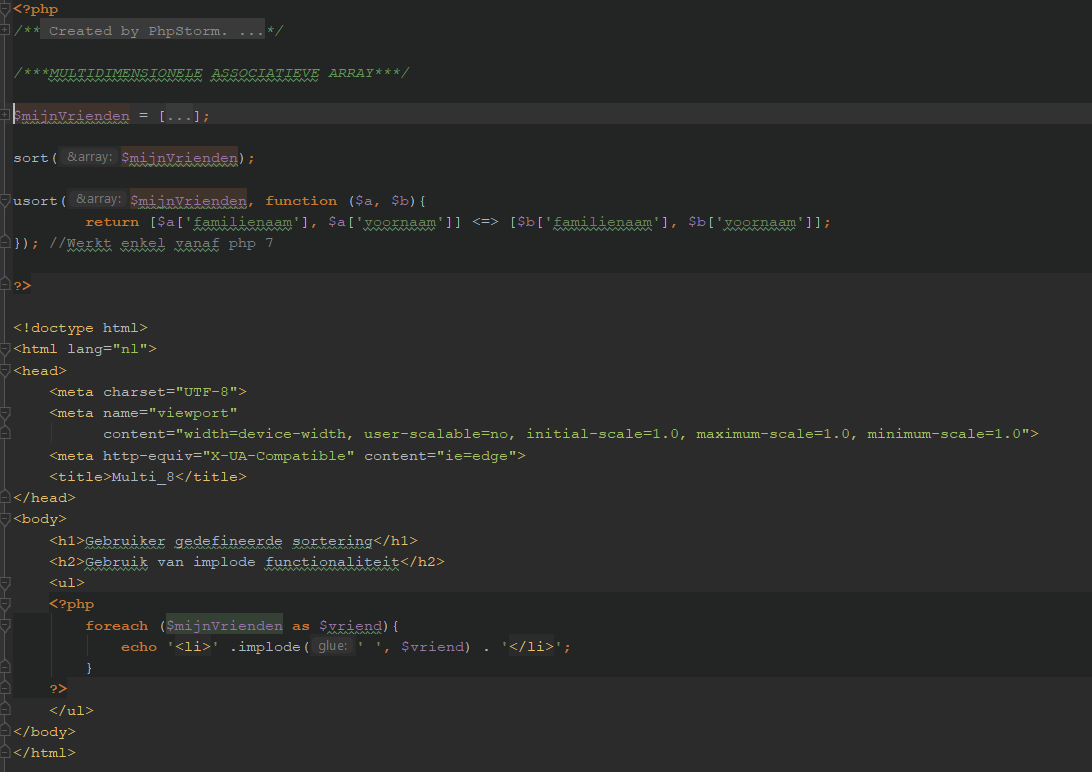 <?php
/** Created by PhpStorm. ...*/
/***MULTIDIMENSIONELE ASSOCIATIEVE ARRAY***/
$mijnVrienden = [...];
sort( &array: $mijnVrienden);
usort( &array: $mijnVrienden, function ($a, $b){
return [$a['familienaam'], $a['voornaam']] <=> [$b['familienaam'], $b['voornaam']];
}); //Werkt enkel vanaf php 7
?>
<!doctype html>
<html lang="nl">
<head>
<meta charset="UTF-8">
<meta name="viewport"
content="width=device-width, user-scalable=no, initial-scale=1.0, maximum-scale=1.0, minimum-scale=1.0">
<meta http-equiv="X-UA-Compatible" content="ie=edge">
<title>Multi_8</title>
</head>
<body>
<h1>Gebruiker gedefineerde sortering</h1>
<h2>Gebruik van implode functionaliteit</h2>
<ul>
<?php
foreach ($mijnVrienden as $vriend){
echo '<li>' .implode( glue: ' ', $vriend) . '</li>';
}
?>
</ul>
</body>
</html>